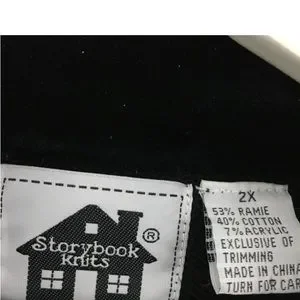 Storybook ®
Knits
2X
53% RAMIE
40% COTTON
7% ACRYLIC
EXCLUSIVE OF
TRIMMING
MADE IN CHINA
TURN FOR CAR